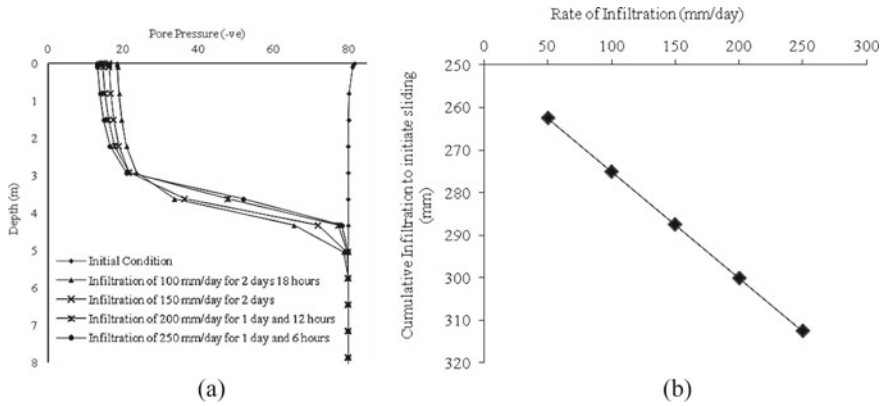 Pore Pressure (-ve)
0 20 40 60 80
0
1
2
3
4
5
6
7
8
Depth (m)
Initial Condition
Infiltration of 100 mm/day for 2 days 18 hours
Infiltration of 150 mm/day for 2 days
Infiltration of 200 mm/day for 1 day and 12 hours
Infiltration of 250 mm/day for 1 day and 6 hours
(a)
Rate of Infiltration (mm/day)
0 50 100 150 200 250 300
250
260
270
280
290
300
310
320
Cumulative Infiltration to initiate sliding
(mm)
(b)